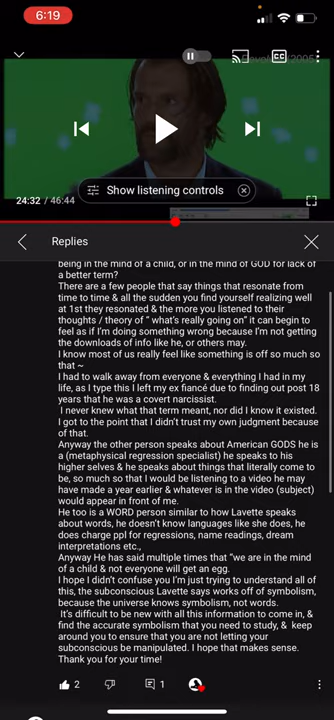 6:19
Revolution2005
CC
Show listening controls
24:32 / 46:44
Replies
being in the mind of a child, or in the mind of GOD for lack of
a better term?
There are a few people that say things that resonate from
time to time & all the sudden you find yourself realizing well
at 1st they resonated & the more you listened to their
thoughts / theory of “ what’s really going on” it can begin to
feel as if I’m doing something wrong because I’m not getting
the downloads of info like he, or others may.
I know most of us really feel like something is off so much so
that ~
I had to walk away from everyone & everything I had in my
life, as I type this I left my ex fiancé due to finding out post 18
years that he was a covert narcissist.
I never knew what that term meant, nor did I know it existed.
I got to the point that I didn’t trust my own judgment because
of that.
Anyway the other person speaks about American GODS he is
a (metaphysical regression specialist) he speaks to his
higher selves & he speaks about things that literally come to
be, so much so that I would be listening to a video he may
have made a year earlier & whatever is in the video (subject)
would appear in front of me.
He too is a WORD person similar to how Lavette speaks
about words, he doesn’t know languages like she does, he
does charge ppl for regressions, name readings, dream
interpretations etc.,
Anyway He has said multiple times that “we are in the mind
of a child & not everyone will get an egg.
I hope I didn’t confuse you I’m just trying to understand all of
this, the subconscious Lavette says works off of symbolism,
because the universe knows symbolism, not words.
It’s difficult to be new with all this information to come in, &
find the accurate symbolism that you need to study, & keep
around you to ensure that you are not letting your
subconscious be manipulated. I hope that makes sense.
Thank you for your time!
2
1